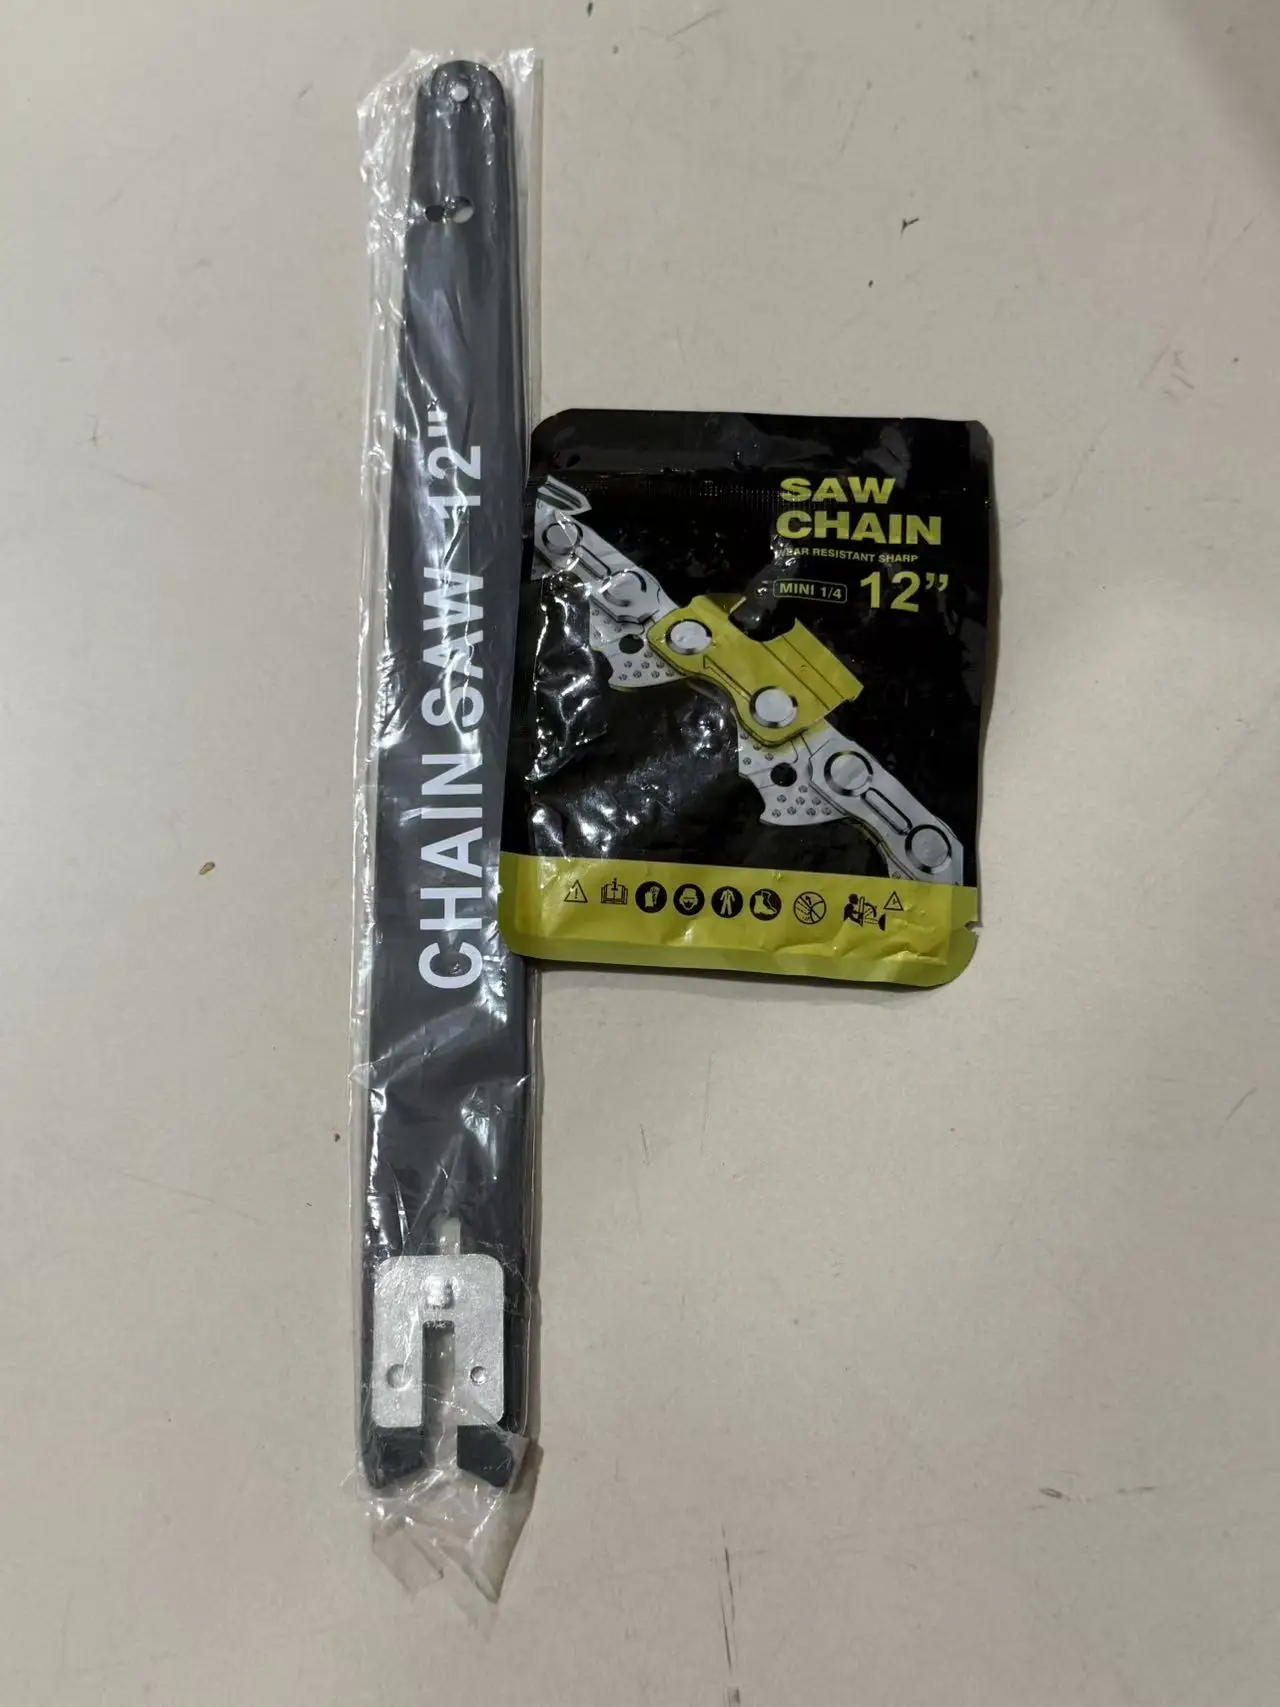 CHAIN SAW 12"
SAW
CHAIN
WEAR RESISTANT SHARP
MINI 1/4 12”